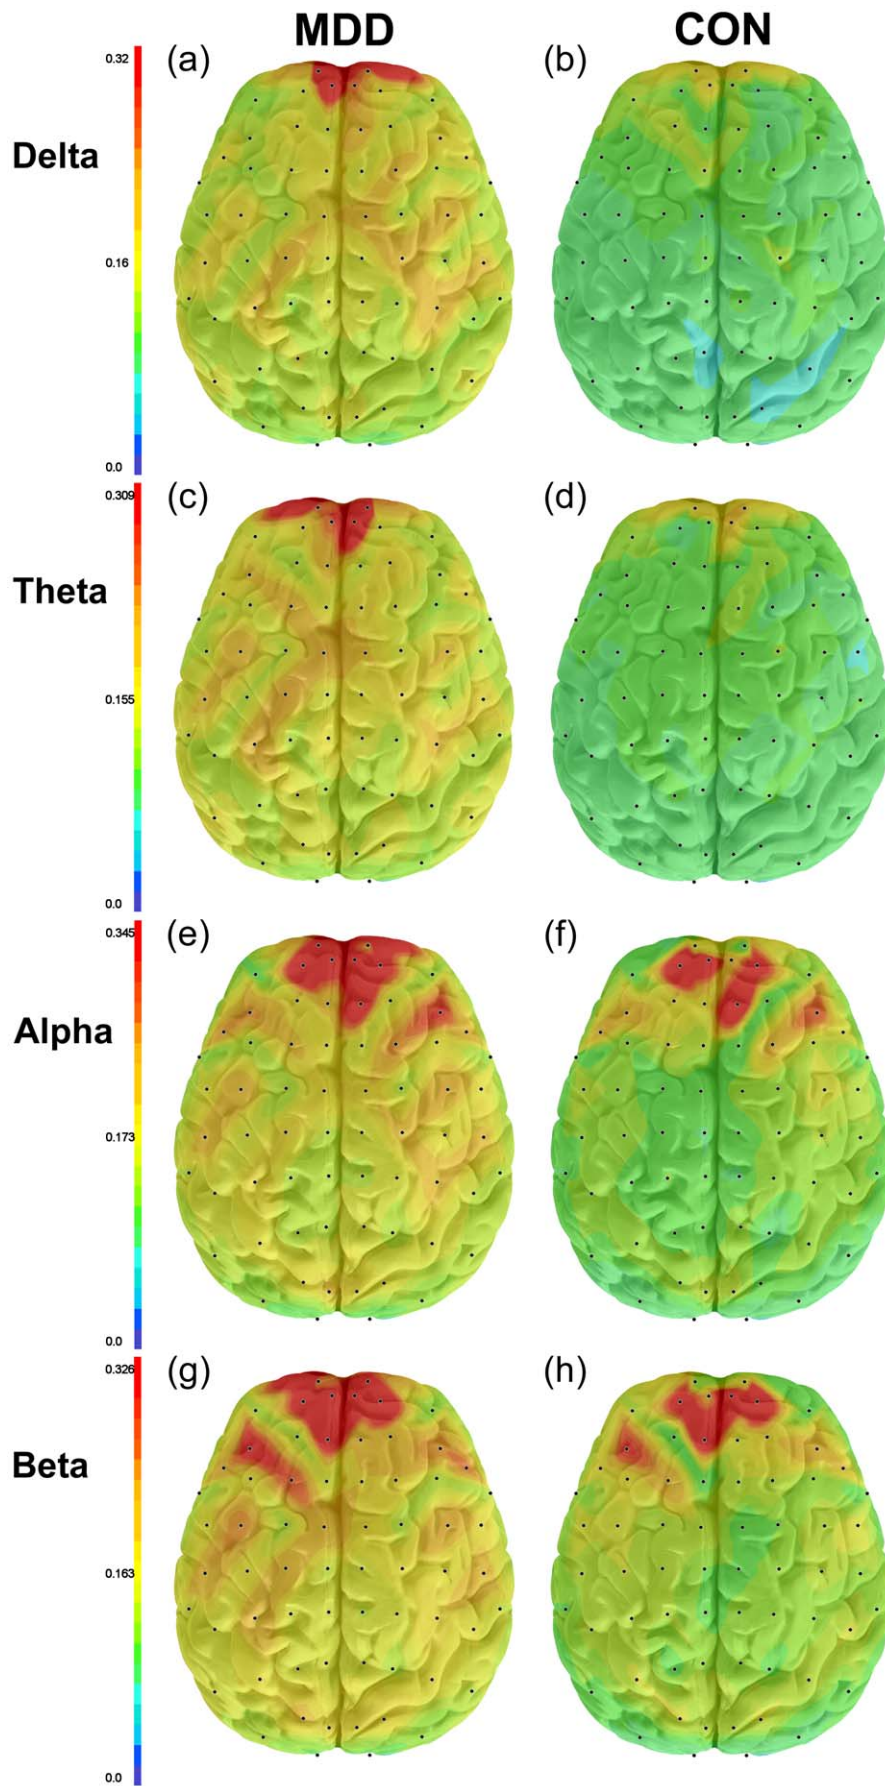 MDD CON
Delta
0.32
0.16
0.0
(a) (b)
Theta
0.309
0.155
0.0
(c) (d)
Alpha
0.345
0.173
0.0
(e) (f)
Beta
0.326
0.163
0.0
(g) (h)